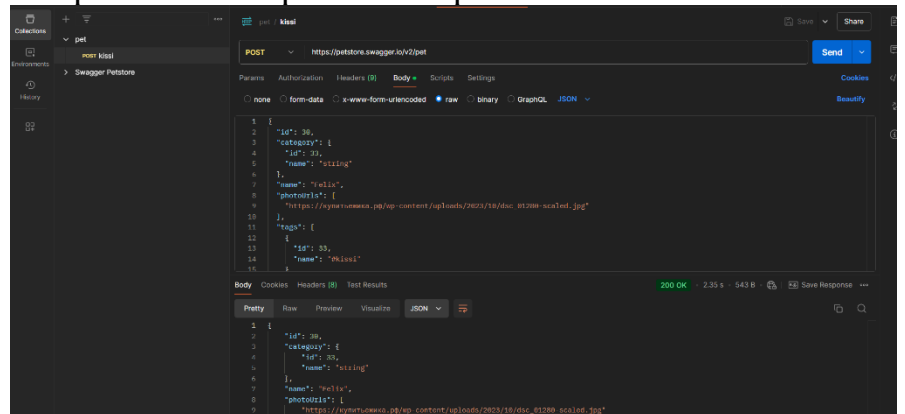 Collections
Environments
History
pet
POST kissi
Swagger Petstore
pet / kissi
Save
Share
POST
https://petstore.swagger.io/v2/pet
Send
Params Authorization Headers (9) Body Scripts Settings
Cookies
none form-data x-www-form-urlencoded raw binary GraphQL JSON
Beautify
1 {
2 "id": 30,
3 "category": {
4 "id": 33,
5 "name": "string"
6 },
7 "name": "Felix",
8 "photoUrls": [
9 "https://купитьхомяка.рф/wp-content/uploads/2023/10/dsc_01280-scaled.jpg"
10 ],
11 "tags": [
12 {
13 "id": 33,
14 "name": "#kissi"
15 }
Body Cookies Headers (8) Test Results
200 OK 2.35 s 543 B
Save Response
Pretty Raw Preview Visualize JSON
1 {
2 "id": 30,
3 "category": {
4 "id": 33,
5 "name": "string"
6 },
7 "name": "Felix",
8 "photoUrls": [
9 "https://купитьхомяка.рф/wp-content/uploads/2023/10/dsc_01280-scaled.jpg"